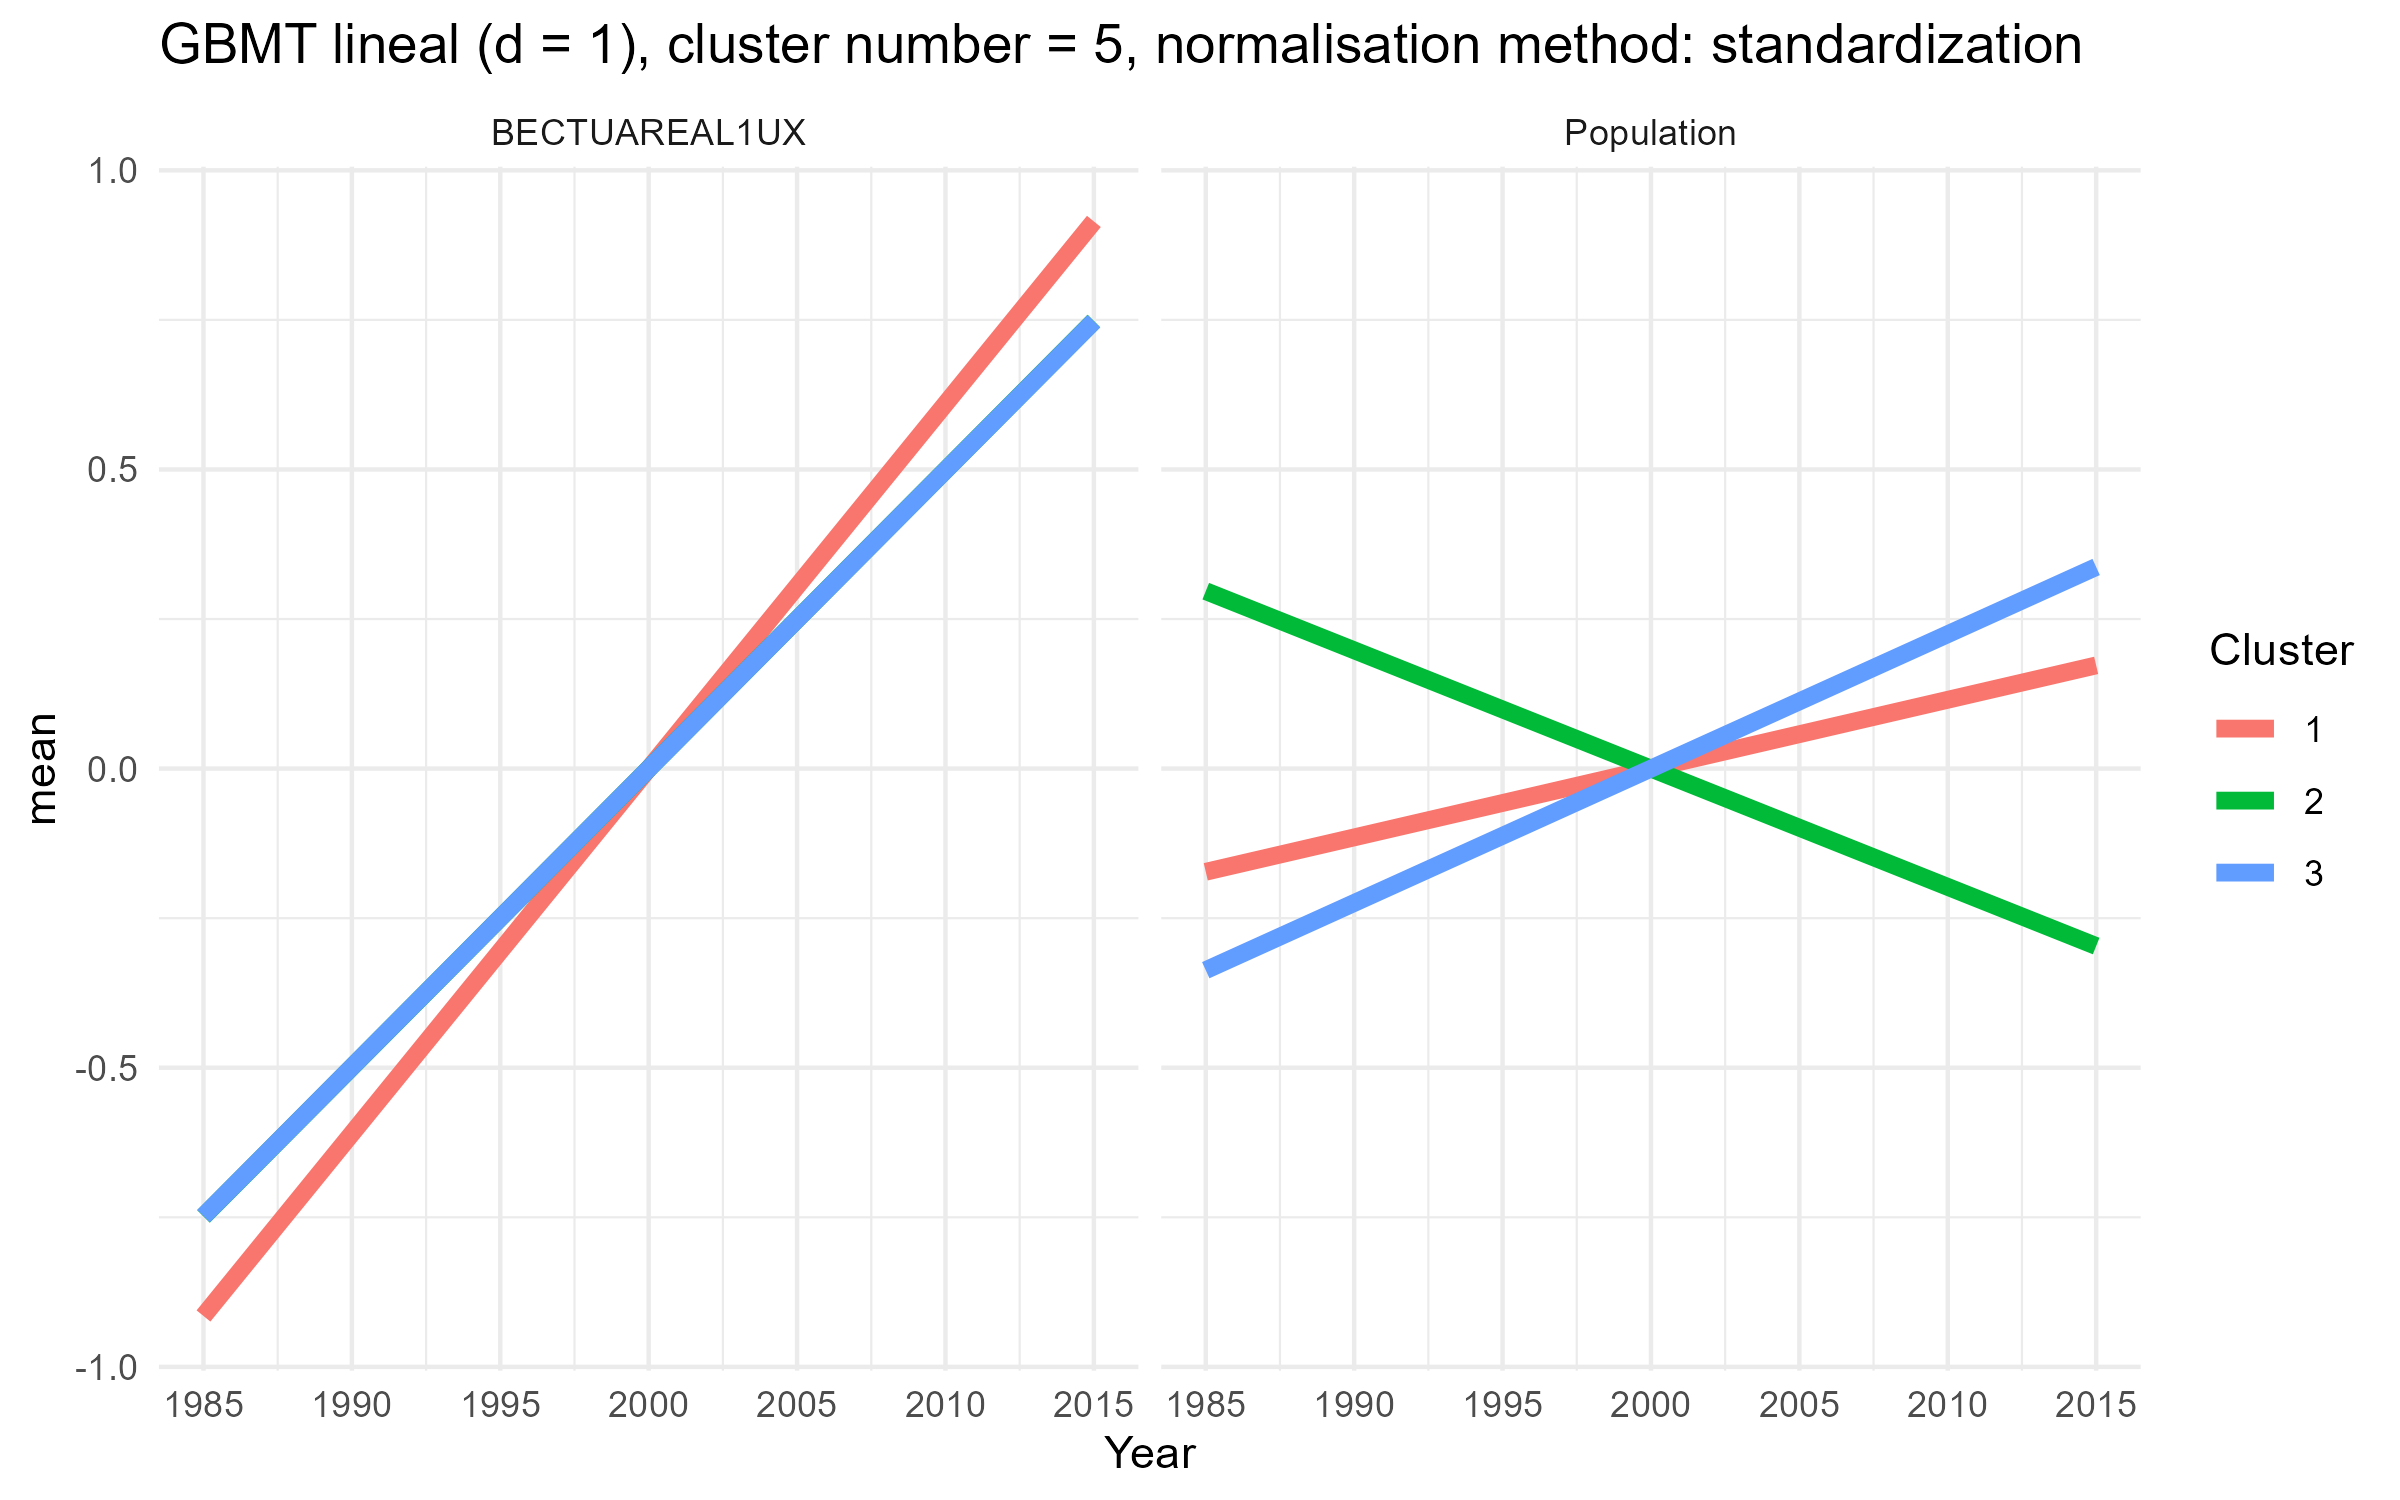 GBMT lineal (d = 1), cluster number = 5, normalisation method: standardization
BECTUAREAL1UX
Population
1.0
0.5
0.0
-0.5
-1.0
mean
1985 1990 1995 2000 2005 2010 2015
1985 1990 1995 2000 2005 2010 2015
Year
Cluster
1
2
3